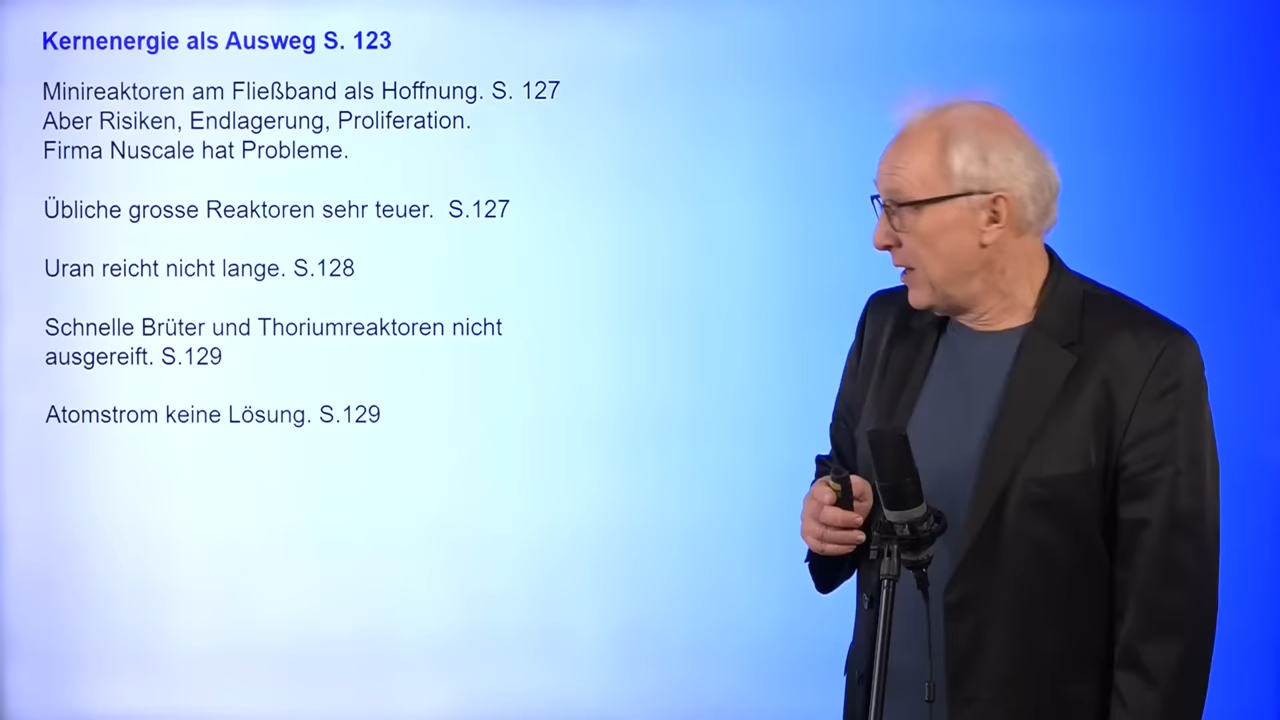 Kernenergie als Ausweg S. 123
Minireaktoren am Fließband als Hoffnung. S. 127
Aber Risiken, Endlagerung, Proliferation.
Firma Nuscale hat Probleme.
Übliche grosse Reaktoren sehr teuer.  S.127
Uran reicht nicht lange. S.128
Schnelle Brüter und Thoriumreaktoren nicht
ausgereift. S.129
Atomstrom keine Lösung. S.129